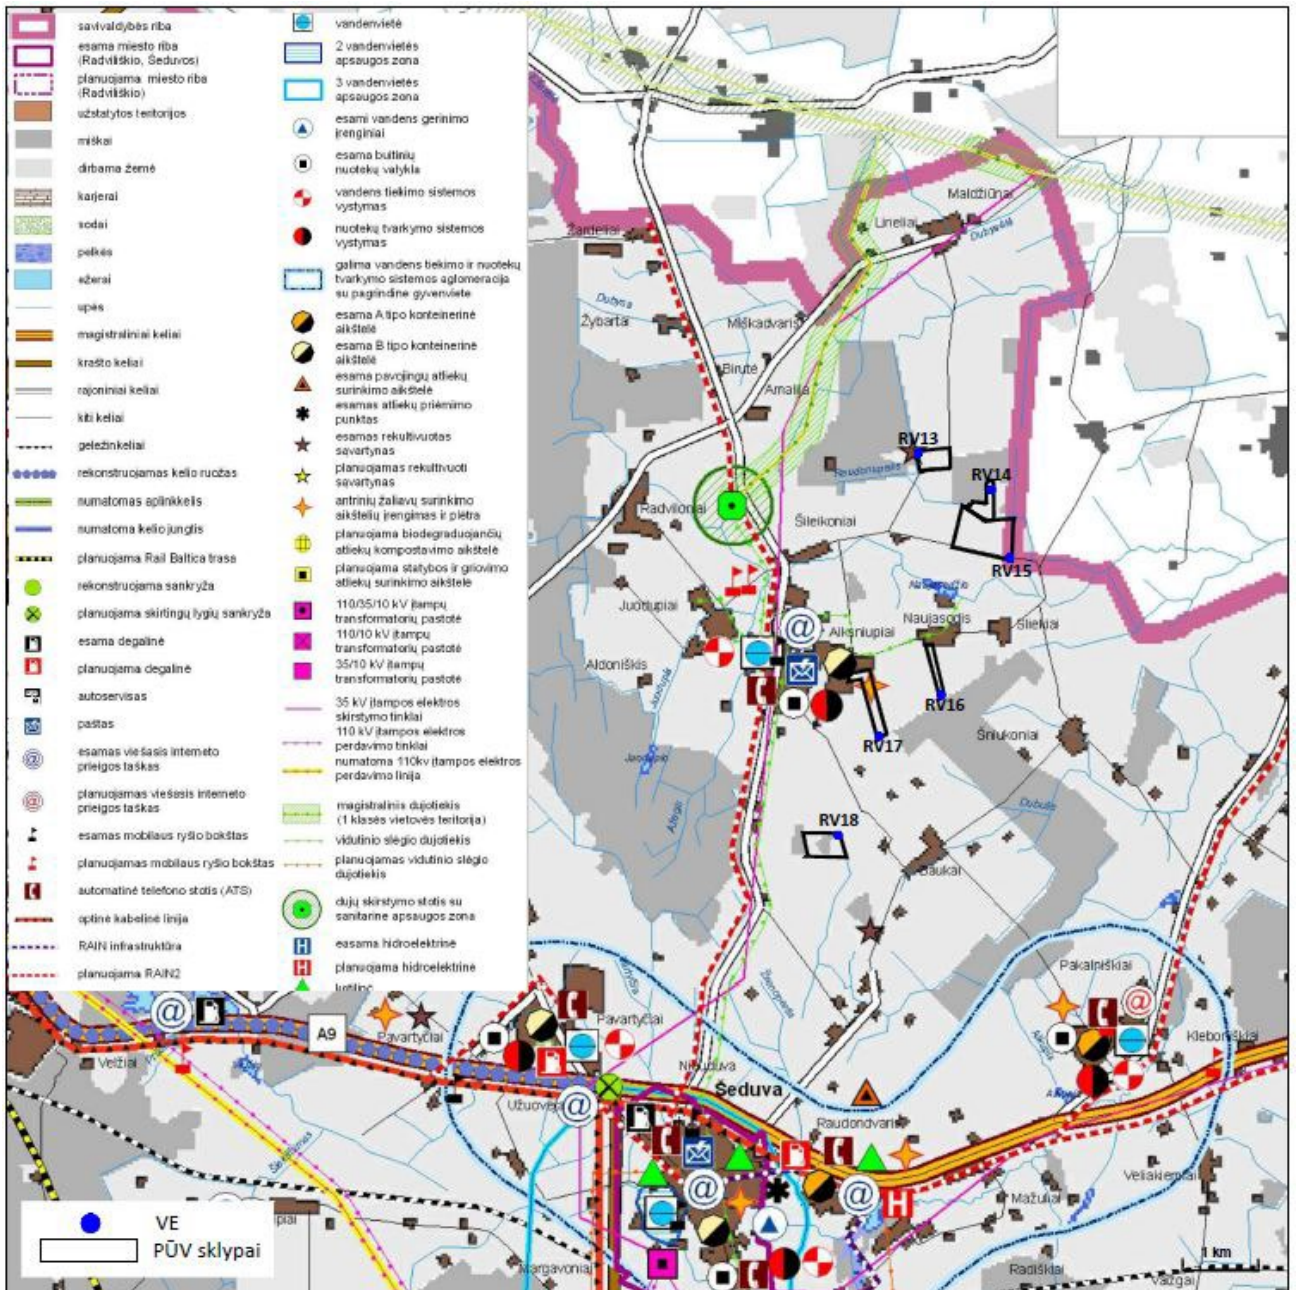 savivaldybės riba
esama miesto riba
(Radviliškio, Šeduvos)
planuojama miesto riba
(Radviliškio)
užstatytos teritorijos
miškai
dirbama žemė
karjerai
sodai
pelkės
ežerai
upės
magistraliniai keliai
krašto keliai
rajoniniai keliai
kiti keliai
geležinkeliai
rekonstruojamas kelio ruožas
numatomas aplinkkelis
numatoma kelio jungtis
planuojama Rail Baltica trasa
rekonstruojama sankryža
planuojama skirtingų lygių sankryža
esama degalinė
planuojama degalinė
autoservisas
paštas
esamas viešasis interneto
prieigos taškas
planuojamas viešasis interneto
prieigos taškas
esamas mobilaus ryšio bokštas
planuojamas mobilaus ryšio bokštas
automatinė telefono stotis (ATS)
optinė kabelinė linija
RAIN infrastruktūra
planuojama RAIN2
vandenvietė
2 vandenvietės
apsaugos zona
3 vandenvietės
apsaugos zona
esami vandens gerinimo
įrenginiai
esama buitinių
nuotekų valykla
vandens tiekimo sistemos
vystymas
nuotekų tvarkymo sistemos
vystymas
galima vandens tiekimo ir nuotekų
tvarkymo sistemos aglomeracija
su pagrindine gyvenviete
esama A tipo konteinerinė
aikštelė
esama B tipo konteinerinė
aikštelė
esama pavojingų atliekų
surinkimo aikštelė
esamas atliekų priėmimo
punktas
esamas rekultivuotas
sąvartynas
planuojamas rekultivuoti
sąvartynas
antrinių žaliavų surinkimo
aikštelių įrengimas ir plėtra
planuojama biodegraduojančių
atliekų kompostavimo aikštelė
planuojama statybos ir griovimo
atliekų surinkimo aikštelė
110/35/10 kV įtampų
transformatorių pastotė
110/10 kV įtampų
transformatorių pastotė
35/10 kV įtampų
transformatorių pastotė
35 kV įtampos elektros
skirstymo tinklai
110 kV įtampos elektros
perdavimo tinklai
numatoma 110kv įtampos elektros
perdavimo linija
magistralinis dujotiekis
(1 klasės vietovės teritorija)
vidutinio slėgio dujotiekis
planuojamas vidutinio slėgio
dujotiekis
dujų skirstymo stotis su
sanitarine apsaugos zona
easama hidroelektrinė
planuojama hidroelektrinė
katilinė
Maldžiūnai
Lineliai
Dubysėlė
Žardeliai
Dubysa
Žybartai
Miškadvaris
Birutė
Amalija
RV13
RV14
Radviloniai
Šileikoniai
RV15
Juodupiai
Alksniupiai
Naujasodis
Šliekiai
Aldoniškis
Juodupė
RV16
RV17
Šniukoniai
Dubulis
RV18
Baukai
Pakalniškiai
A9
Pavartyčiai
Pavartyčiai
Velžiai
Kleboniškiai
Niauduva
Šeduva
Užuovėja
Raudondvaris
Veliakiemiai
Mažuliai
Margavoniai
Radiškiai
Vaižgai
1 km
VE
PŪV sklypai